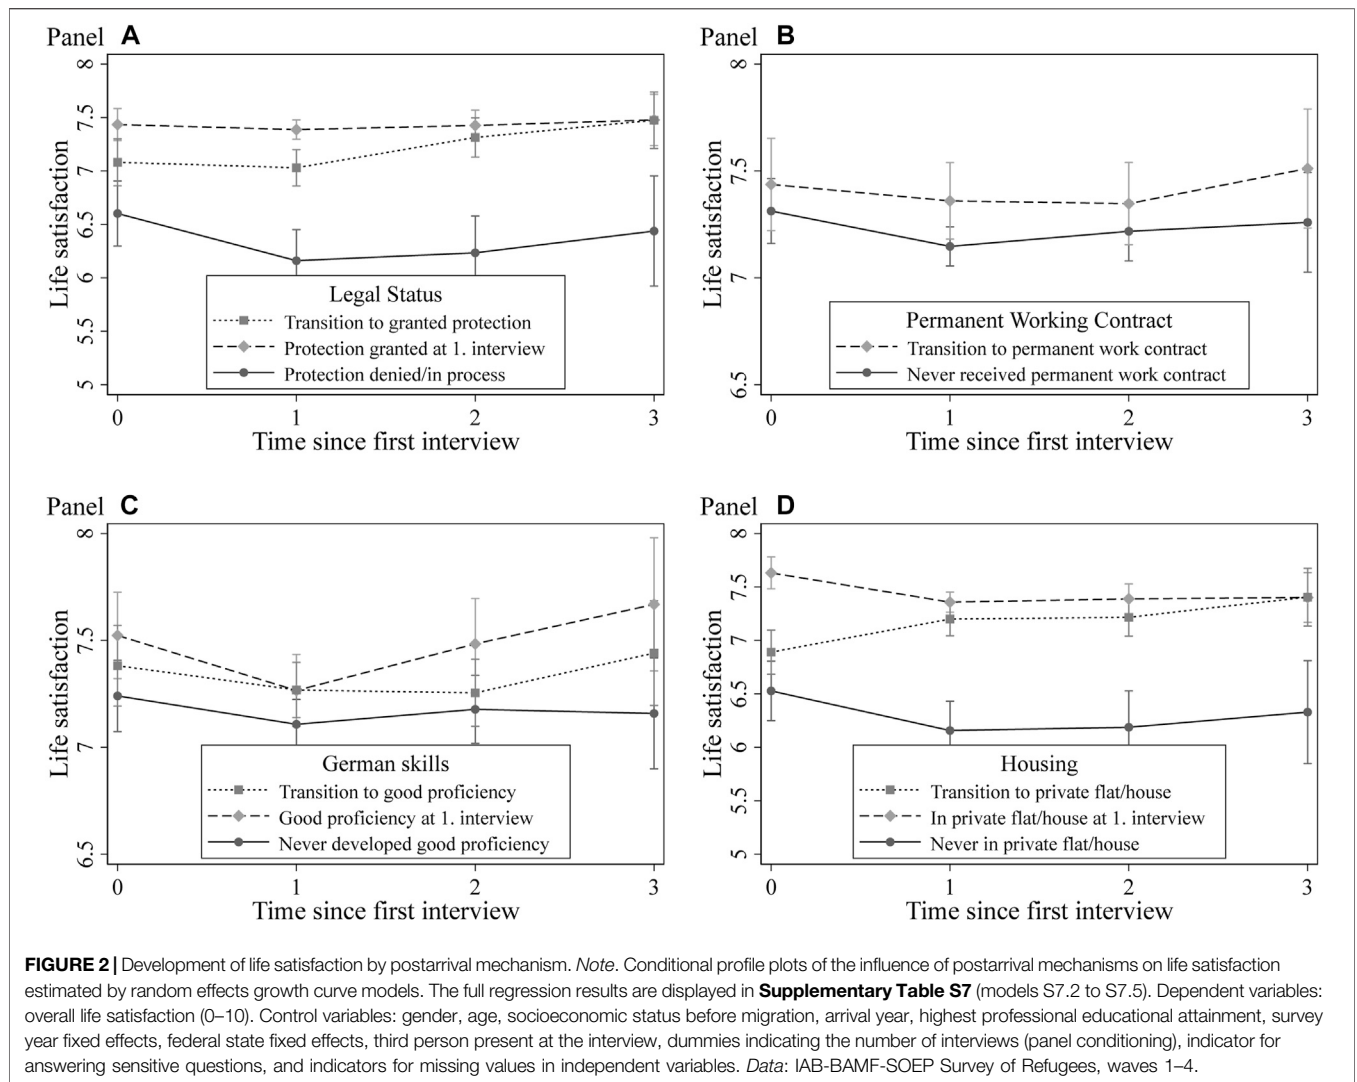 Panel A
Life satisfaction
8
7.5
7
6.5
6
5.5
5
Legal Status
Transition to granted protection
Protection granted at 1. interview
Protection denied/in process
0 1 2 3
Time since first interview
Panel B
Life satisfaction
8
7.5
7
6.5
Permanent Working Contract
Transition to permanent work contract
Never received permanent work contract
0 1 2 3
Time since first interview
Panel C
Life satisfaction
8
7.5
7
6.5
German skills
Transition to good proficiency
Good proficiency at 1. interview
Never developed good proficiency
0 1 2 3
Time since first interview
Panel D
Life satisfaction
8
7.5
7
6.5
6
5.5
5
Housing
Transition to private flat/house
In private flat/house at 1. interview
Never in private flat/house
0 1 2 3
Time since first interview
FIGURE 2 | Development of life satisfaction by postarrival mechanism. Note. Conditional profile plots of the influence of postarrival mechanisms on life satisfaction
estimated by random effects growth curve models. The full regression results are displayed in Supplementary Table S7 (models S7.2 to S7.5). Dependent variables:
overall life satisfaction (0–10). Control variables: gender, age, socioeconomic status before migration, arrival year, highest professional educational attainment, survey
year fixed effects, federal state fixed effects, third person present at the interview, dummies indicating the number of interviews (panel conditioning), indicator for
answering sensitive questions, and indicators for missing values in independent variables. Data: IAB-BAMF-SOEP Survey of Refugees, waves 1–4.